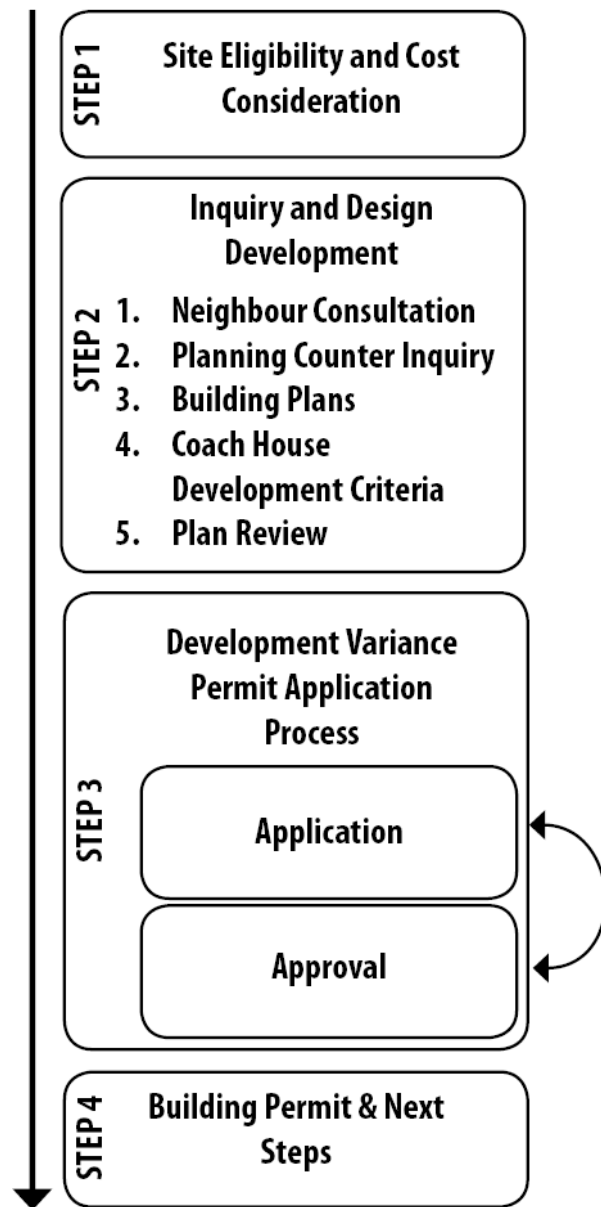 STEP 1
Site Eligibility and Cost
Consideration
STEP 2
Inquiry and Design
Development
1. Neighbour Consultation
2. Planning Counter Inquiry
3. Building Plans
4. Coach House
Development Criteria
5. Plan Review
STEP 3
Development Variance
Permit Application
Process
Application
Approval
STEP 4
Building Permit & Next
Steps